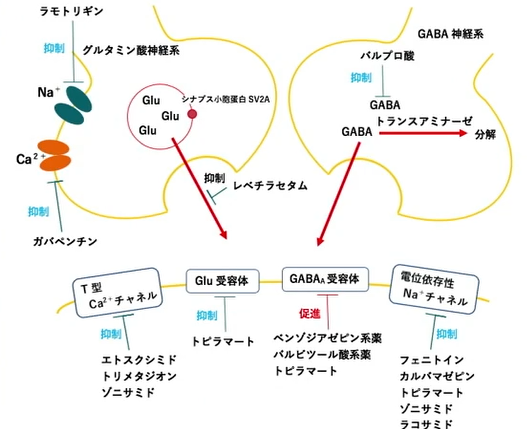 ラモトリギン
抑制
グルタミン酸神経系
Na⁺
Ca²⁺
抑制
ガバペンチン
Glu
Glu
Glu
シナプス小胞蛋白 SV2A
抑制
レベチラセタム
GABA 神経系
バルプロ酸
抑制
GABA
トランスアミナーゼ
GABA
分解
T 型
Ca²⁺チャネル
抑制
エトスクシミド
トリメタジオン
ゾニサミド
Glu 受容体
抑制
トピラマート
GABAA 受容体
促進
ベンゾジアゼピン系薬
バルビツール酸系薬
トピラマート
電位依存性
Na⁺チャネル
抑制
フェニトイン
カルバマゼピン
トピラマート
ゾニサミド
ラコサミド